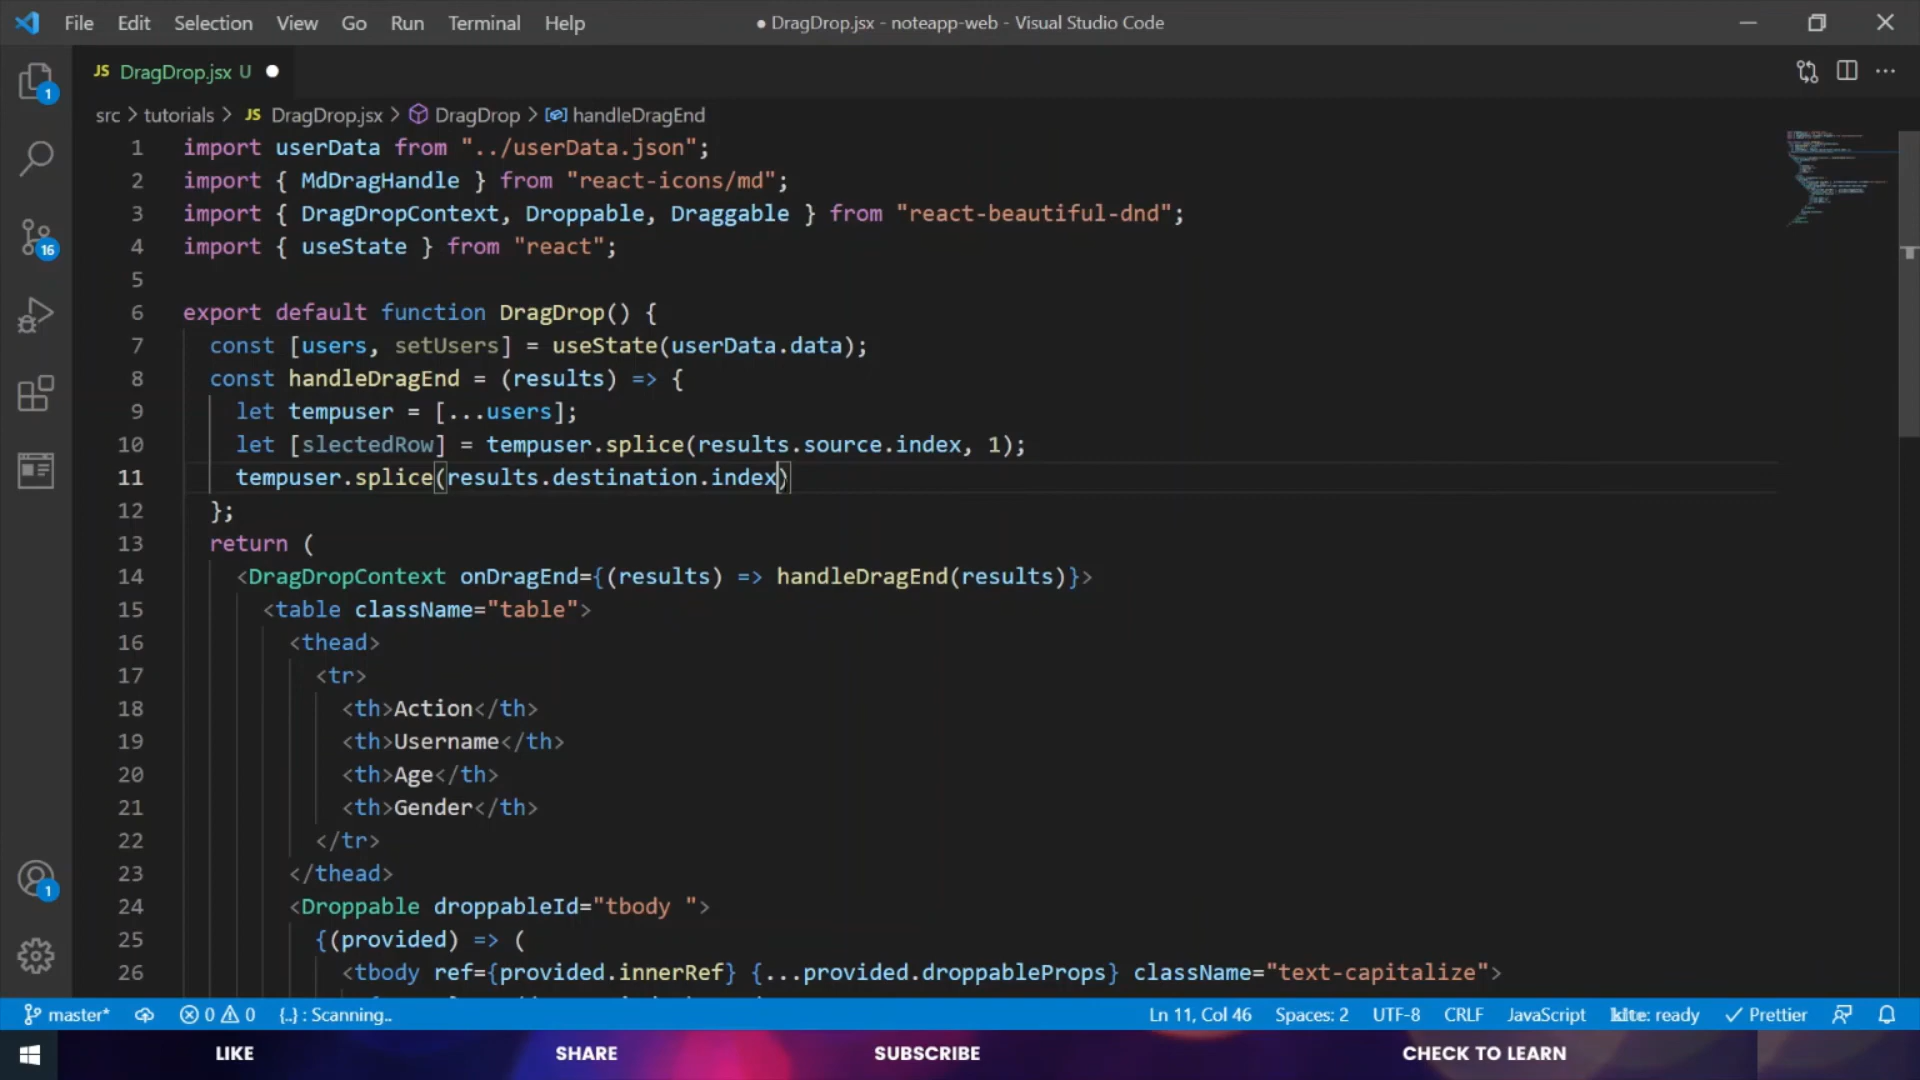 File Edit Selection View Go Run Terminal Help ● DragDrop.jsx - noteapp-web - Visual Studio Code
JS DragDrop.jsx U ●
src > tutorials > JS DragDrop.jsx > DragDrop > handleDragEnd
1 import userData from "../userData.json";
2 import { MdDragHandle } from "react-icons/md";
3 import { DragDropContext, Droppable, Draggable } from "react-beautiful-dnd";
4 import { useState } from "react";
5
6 export default function DragDrop() {
7 const [users, setUsers] = useState(userData.data);
8 const handleDragEnd = (results) => {
9 let tempuser = [...users];
10 let [slectedRow] = tempuser.splice(results.source.index, 1);
11 tempuser.splice(results.destination.index)
12 };
13 return (
14 <DragDropContext onDragEnd={(results) => handleDragEnd(results)}>
15 <table className="table">
16 <thead>
17 <tr>
18 <th>Action</th>
19 <th>Username</th>
20 <th>Age</th>
21 <th>Gender</th>
22 </tr>
23 </thead>
24 <Droppable droppableId="tbody ">
25 {(provided) => (
26 <tbody ref={provided.innerRef} {...provided.droppableProps} className="text-capitalize">
1
16
1
master* 0 0 {..} : Scanning.. Ln 11, Col 46 Spaces: 2 UTF-8 CRLF JavaScript kite: ready Prettier
LIKE SHARE SUBSCRIBE CHECK TO LEARN